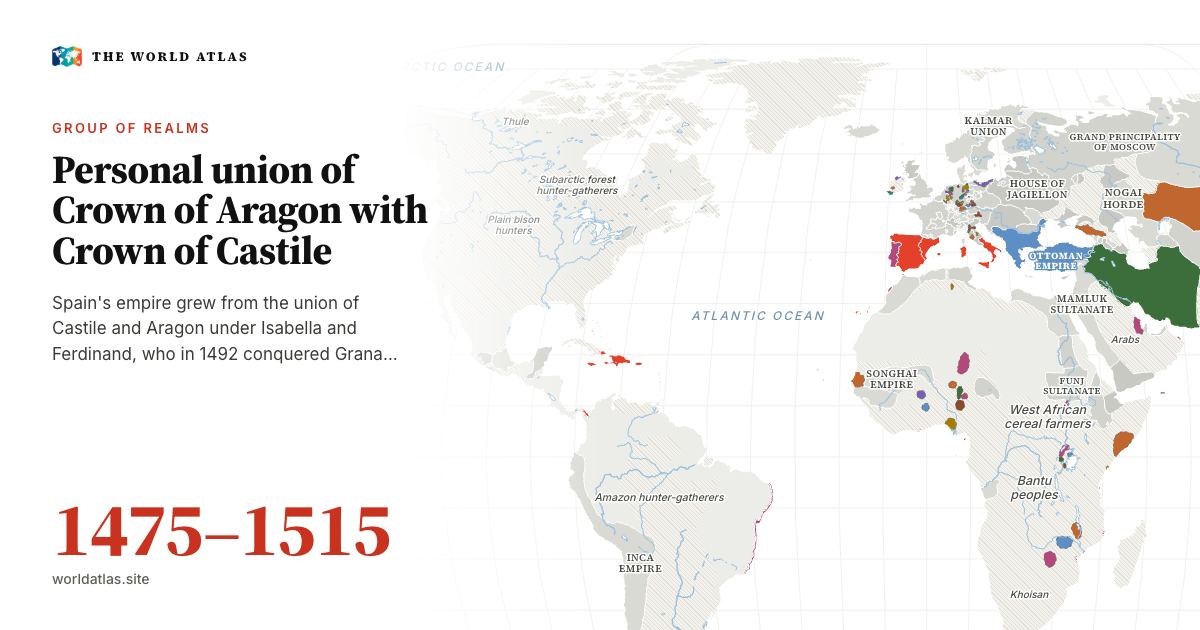 THE WORLD ATLAS
GROUP OF REALMS
Personal union of
Crown of Aragon with
Crown of Castile
Spain's empire grew from the union of
Castile and Aragon under Isabella and
Ferdinand, who in 1492 conquered Grana...
1475–1515
worldatlas.site
CTIC OCEAN
Thule
Subarctic forest
hunter-gatherers
Plain bison
hunters
ATLANTIC OCEAN
KALMAR
UNION
GRAND PRINCIPALITY
OF MOSCOW
HOUSE OF
JAGIELLON
NOGAI
HORDE
OTTOMAN
EMPIRE
MAMLUK
SULTANATE
Arabs
SONGHAI
EMPIRE
FUNJ
SULTANATE
West African
cereal farmers
Bantu
peoples
Amazon hunter-gatherers
INCA
EMPIRE
Khoisan